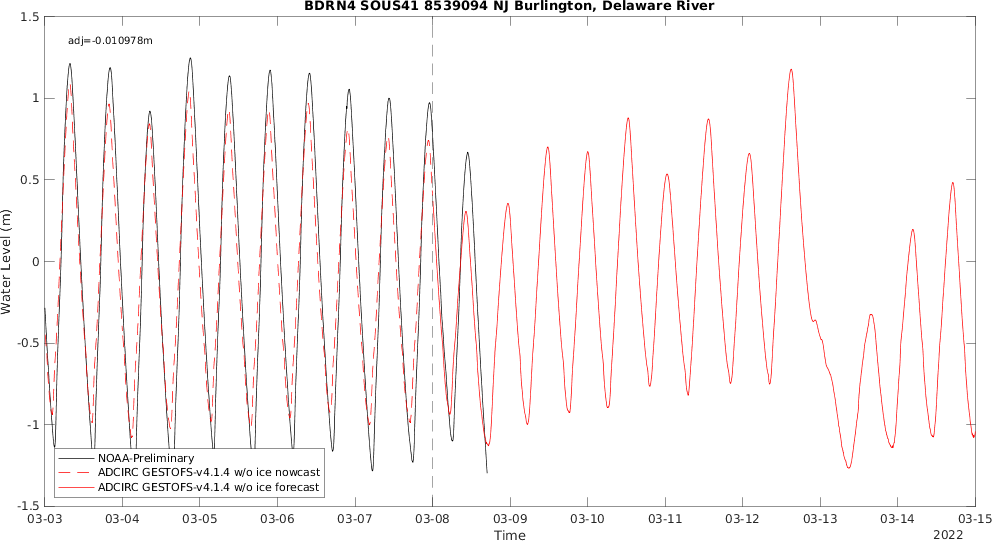 BDRN4 SOUS41 8539094 NJ Burlington, Delaware River
adj=-0.010978m
1.5
1
0.5
0
-0.5
-1
-1.5
Water Level (m)
NOAA-Preliminary
ADCIRC GESTOFS-v4.1.4 w/o ice nowcast
ADCIRC GESTOFS-v4.1.4 w/o ice forecast
03-03 03-04 03-05 03-06 03-07 03-08 03-09 03-10 03-11 03-12 03-13 03-14 03-15
Time
2022